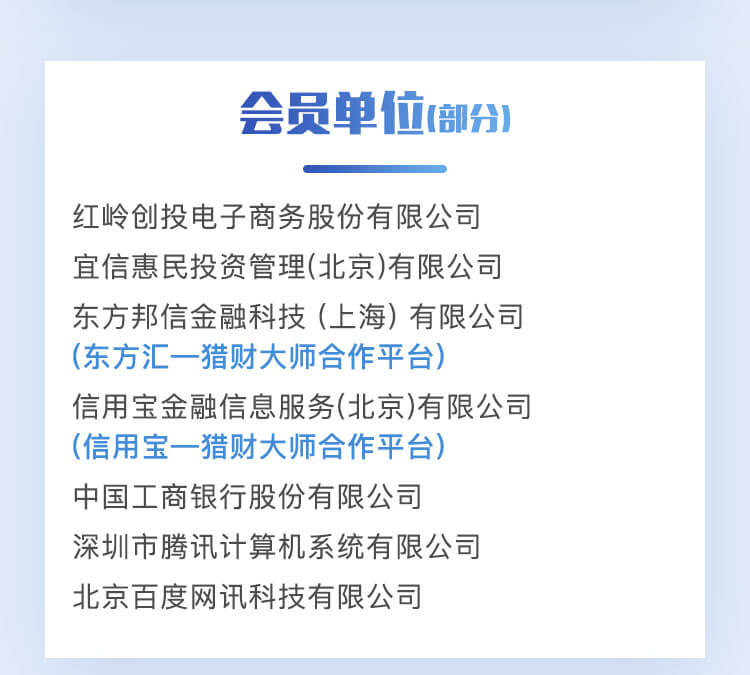 会员单位(部分)
红岭创投电子商务股份有限公司
宜信惠民投资管理(北京)有限公司
东方邦信金融科技 (上海) 有限公司
(东方汇—猎财大师合作平台)
信用宝金融信息服务(北京)有限公司
(信用宝—猎财大师合作平台)
中国工商银行股份有限公司
深圳市腾讯计算机系统有限公司
北京百度网讯科技有限公司